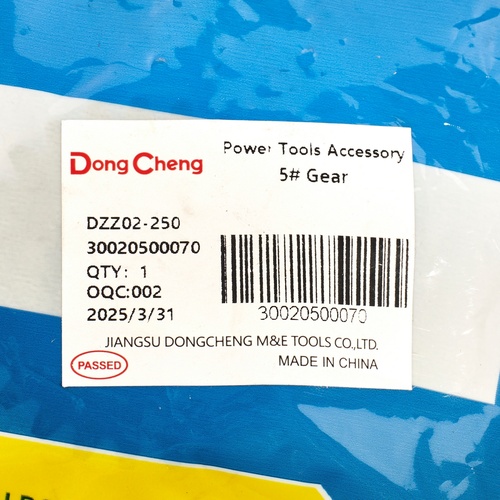 Dong Cheng
Power Tools Accessory
5# Gear
DZZ02-250
30020500070
QTY: 1
OQC:002
2025/3/31
30020500070
JIANGSU DONGCHENG M&E TOOLS CO.,LTD.
PASSED
MADE IN CHINA